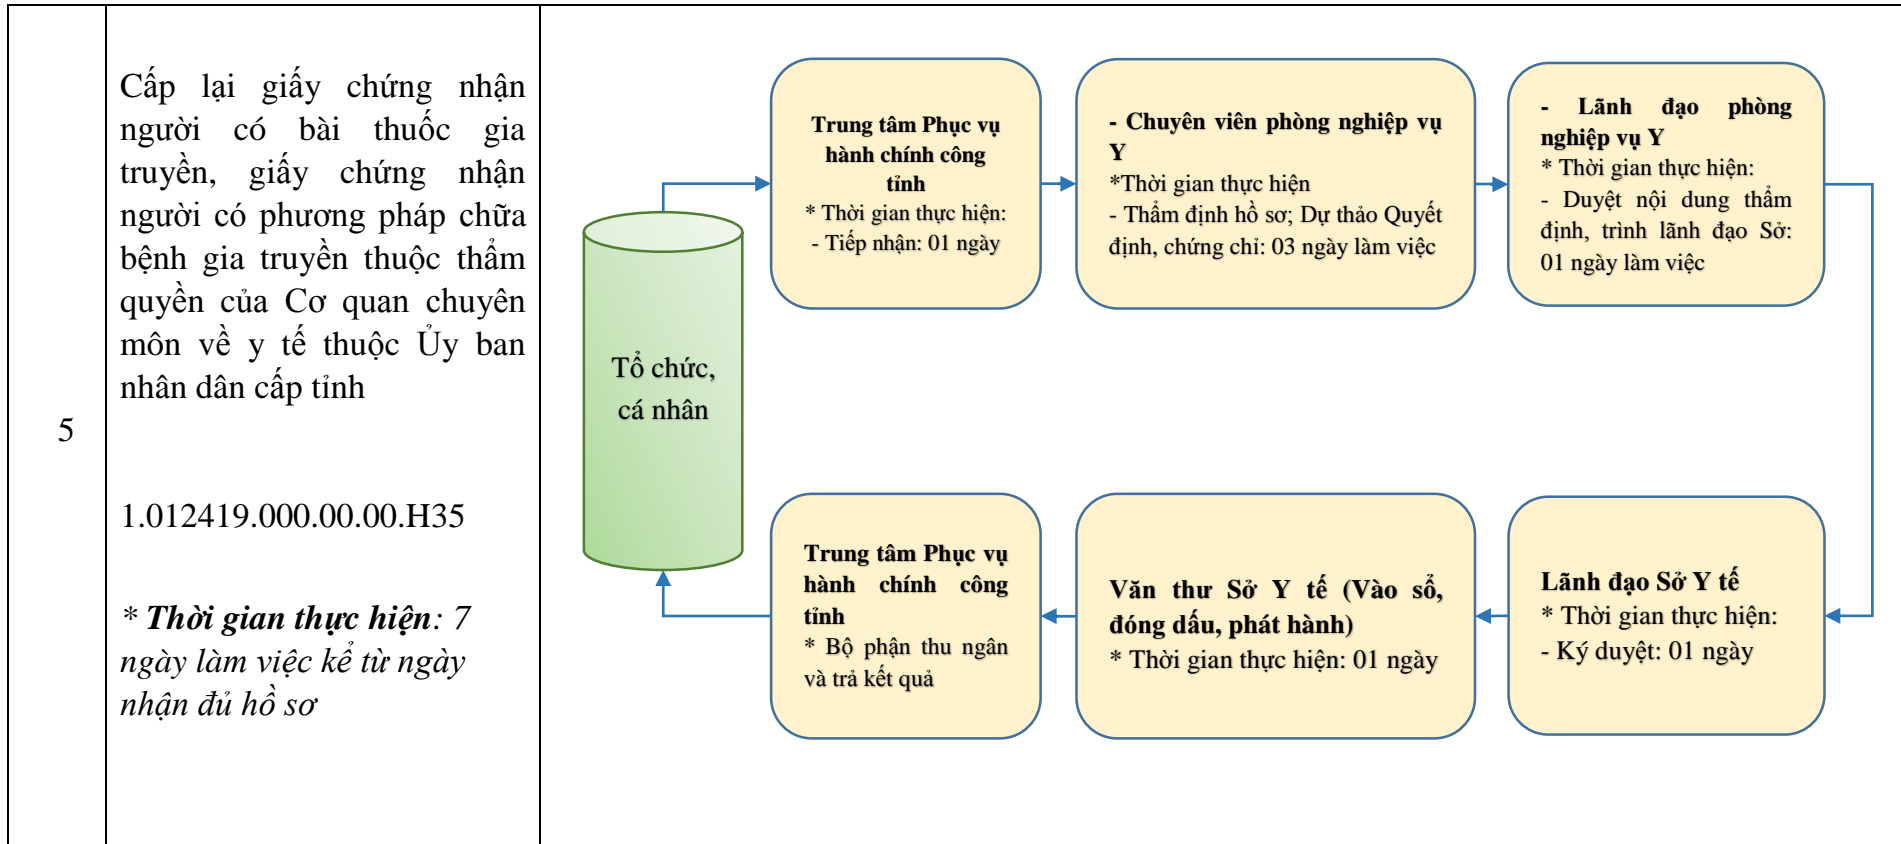 5
Cấp lại giấy chứng nhận
người có bài thuốc gia
truyền, giấy chứng nhận
người có phương pháp chữa
bệnh gia truyền thuộc thẩm
quyền của Cơ quan chuyên
môn về y tế thuộc Ủy ban
nhân dân cấp tỉnh
1.012419.000.00.00.H35
* Thời gian thực hiện: 7
ngày làm việc kể từ ngày
nhận đủ hồ sơ
Tổ chức,
cá nhân
Trung tâm Phục vụ
hành chính công
tỉnh
* Thời gian thực hiện:
- Tiếp nhận: 01 ngày
- Chuyên viên phòng nghiệp vụ
Y
*Thời gian thực hiện
- Thẩm định hồ sơ; Dự thảo Quyết
định, chứng chỉ: 03 ngày làm việc
- Lãnh đạo phòng
nghiệp vụ Y
* Thời gian thực hiện:
- Duyệt nội dung thẩm
định, trình lãnh đạo Sở:
01 ngày làm việc
Lãnh đạo Sở Y tế
* Thời gian thực hiện:
- Ký duyệt: 01 ngày
Văn thư Sở Y tế (Vào sổ,
đóng dấu, phát hành)
* Thời gian thực hiện: 01 ngày
Trung tâm Phục vụ
hành chính công
tỉnh
* Bộ phận thu ngân
và trả kết quả